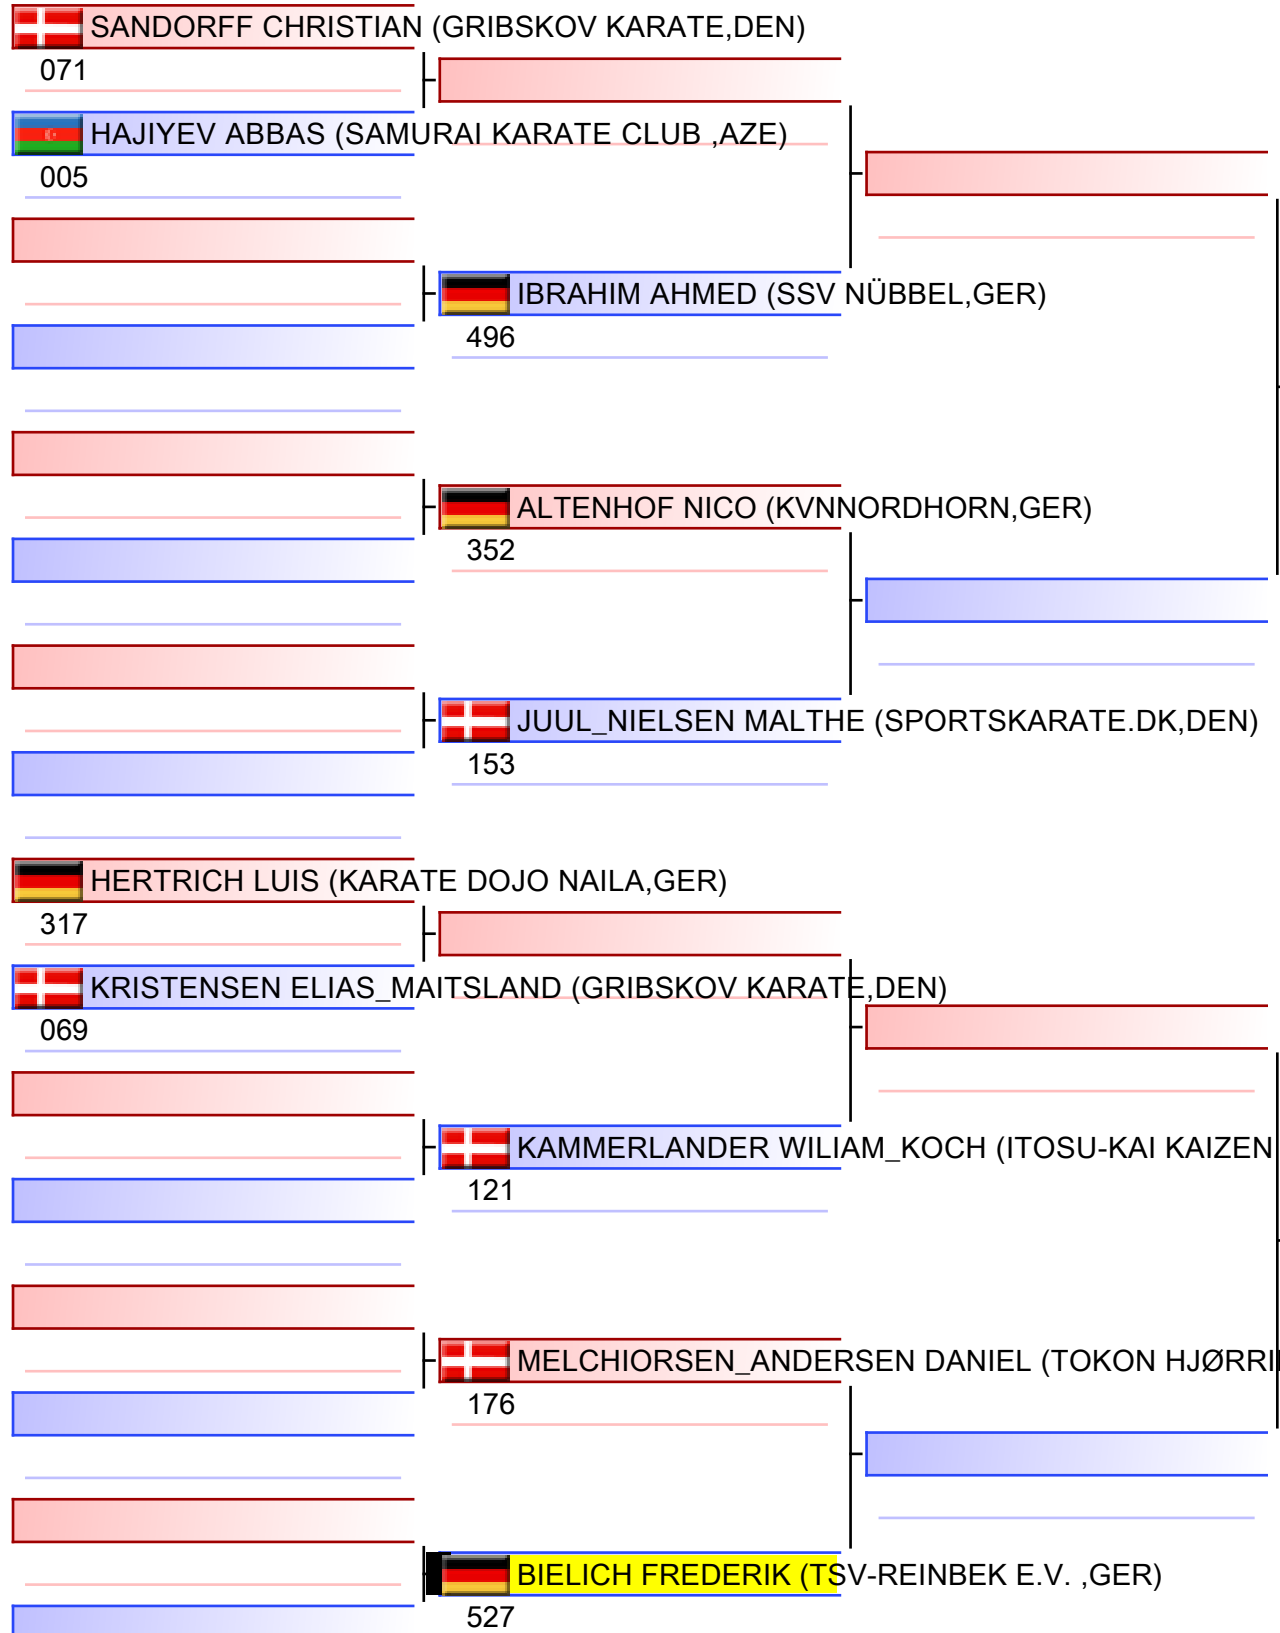 SANDORFF CHRISTIAN (GRIBSKOV KARATE,DEN)
071
HAJIYEV ABBAS (SAMURAI KARATE CLUB ,AZE)
005
IBRAHIM AHMED (SSV NÜBBEL,GER)
496
ALTENHOF NICO (KVNNORDHORN,GER)
352
JUUL_NIELSEN MALTHE (SPORTSKARATE.DK,DEN)
153
HERTRICH LUIS (KARATE DOJO NAILA,GER)
317
KRISTENSEN ELIAS_MAITSLAND (GRIBSKOV KARATE,DEN)
069
KAMMERLANDER WILIAM_KOCH (ITOSU-KAI KAIZEN
121
MELCHIORSEN_ANDERSEN DANIEL (TOKON
176
BIELICH FREDERIK (TSV-REINBEK E.V. ,GER)
527